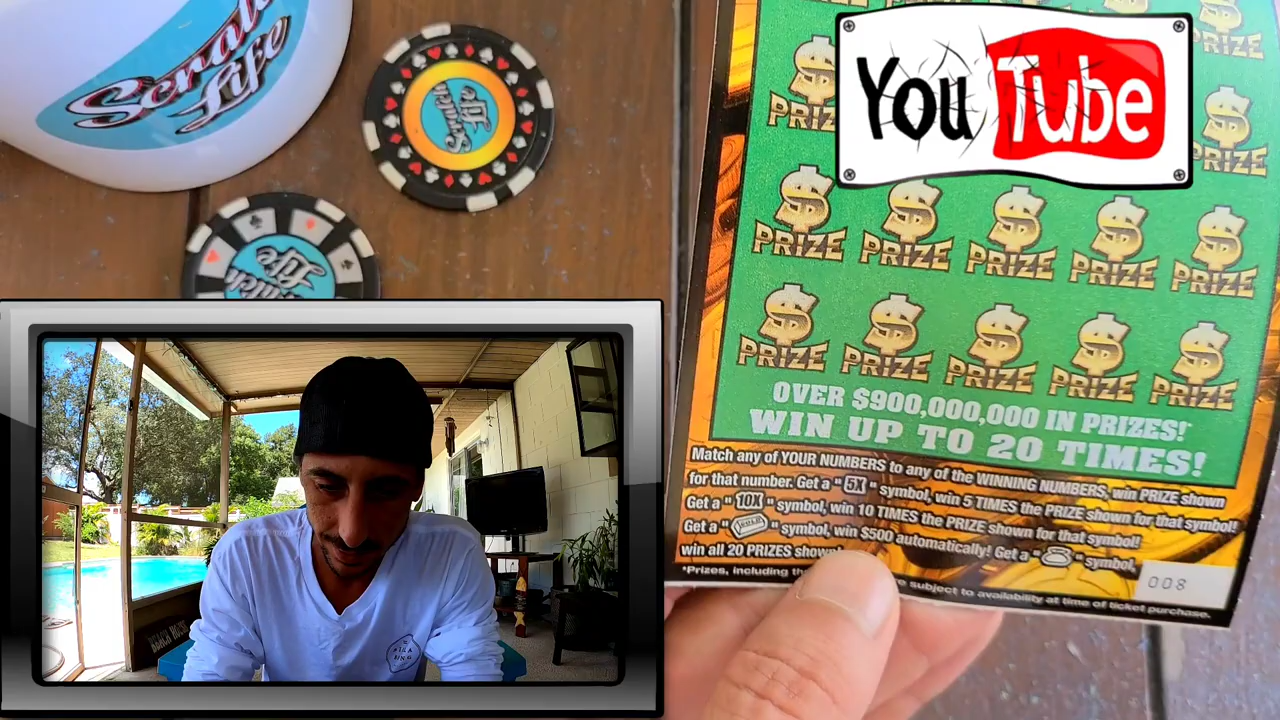 Scratch
Life
Scratch
Life
Scratch
Life
YouTube
PRIZE
PRIZE
PRIZE
PRIZE PRIZE PRIZE PRIZE PRIZE
PRIZE PRIZE PRIZE PRIZE PRIZE
OVER $900,000,000 IN PRIZES!*
WIN UP TO 20 TIMES!
Match any of YOUR NUMBERS to any of the WINNING NUMBERS, win PRIZE shown
for that number. Get a "5X" symbol, win 5 TIMES the PRIZE shown for that symbol!
Get a "10X" symbol, win 10 TIMES the PRIZE shown for that symbol!
Get a " " symbol, win $500 automatically! Get a " " symbol,
win all 20 PRIZES shown!
*Prizes, including the subject to availability at time of ticket purchase.
008